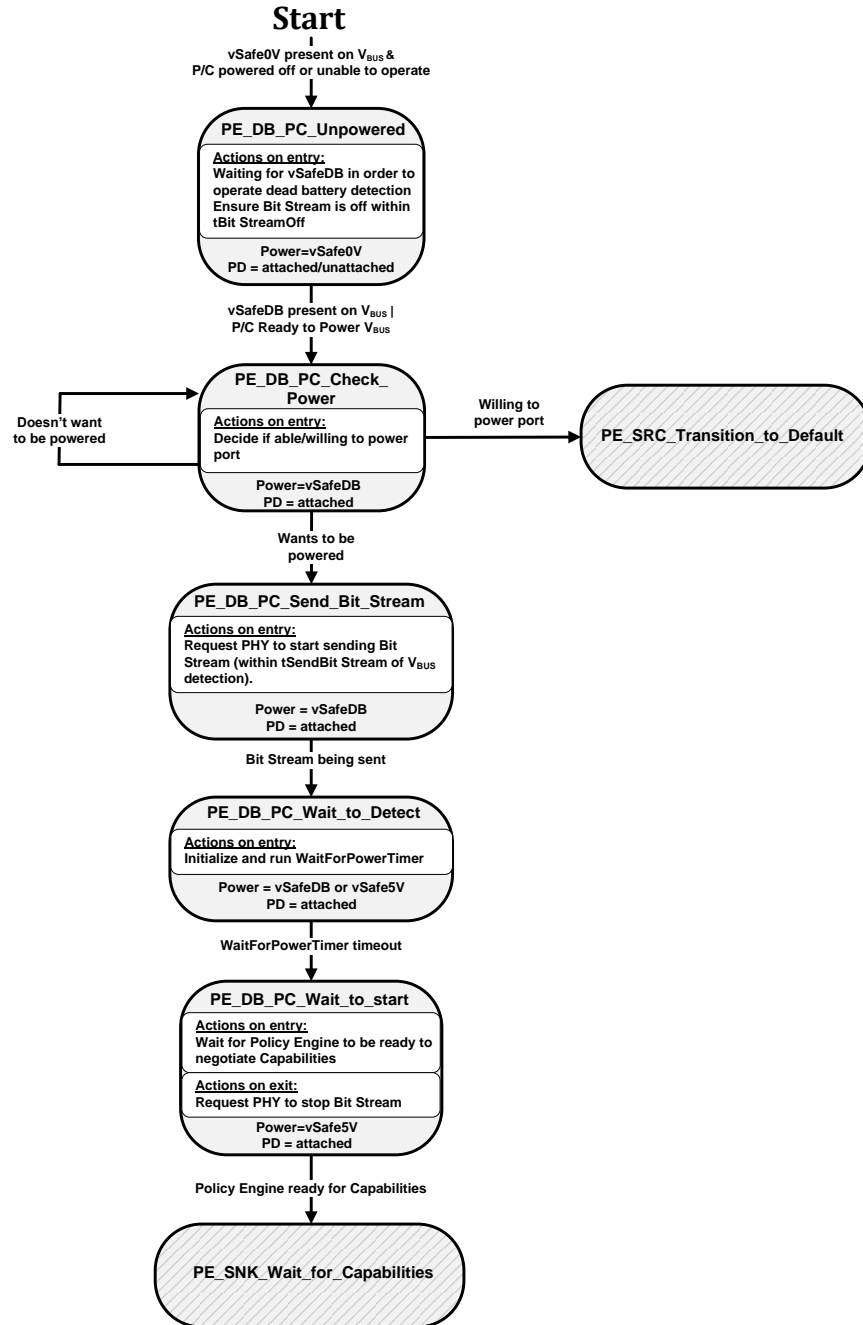 Start
vSafe0V present on VBUS &
P/C powered off or unable to operate
PE_DB_PC_Unpowered
Actions on entry:
Waiting for vSafeDB in order to
operate dead battery detection
Ensure Bit Stream is off within
tBit StreamOff
Power=vSafe0V
PD = attached/unattached
vSafeDB present on VBUS |
P/C Ready to Power VBUS
PE_DB_PC_Check_
Power
Actions on entry:
Decide if able/willing to power
port
Power=vSafeDB
PD = attached
Doesn't want
to be powered
Willing to
power port
PE_SRC_Transition_to_Default
Wants to be
powered
PE_DB_PC_Send_Bit_Stream
Actions on entry:
Request PHY to start sending Bit
Stream (within tSendBit Stream of VBUS
detection).
Power = vSafeDB
PD = attached
Bit Stream being sent
PE_DB_PC_Wait_to_Detect
Actions on entry:
Initialize and run WaitForPowerTimer
Power = vSafeDB or vSafe5V
PD = attached
WaitForPowerTimer timeout
PE_DB_PC_Wait_to_start
Actions on entry:
Wait for Policy Engine to be ready to
negotiate Capabilities
Actions on exit:
Request PHY to stop Bit Stream
Power=vSafe5V
PD = attached
Policy Engine ready for Capabilities
PE_SNK_Wait_for_Capabilities